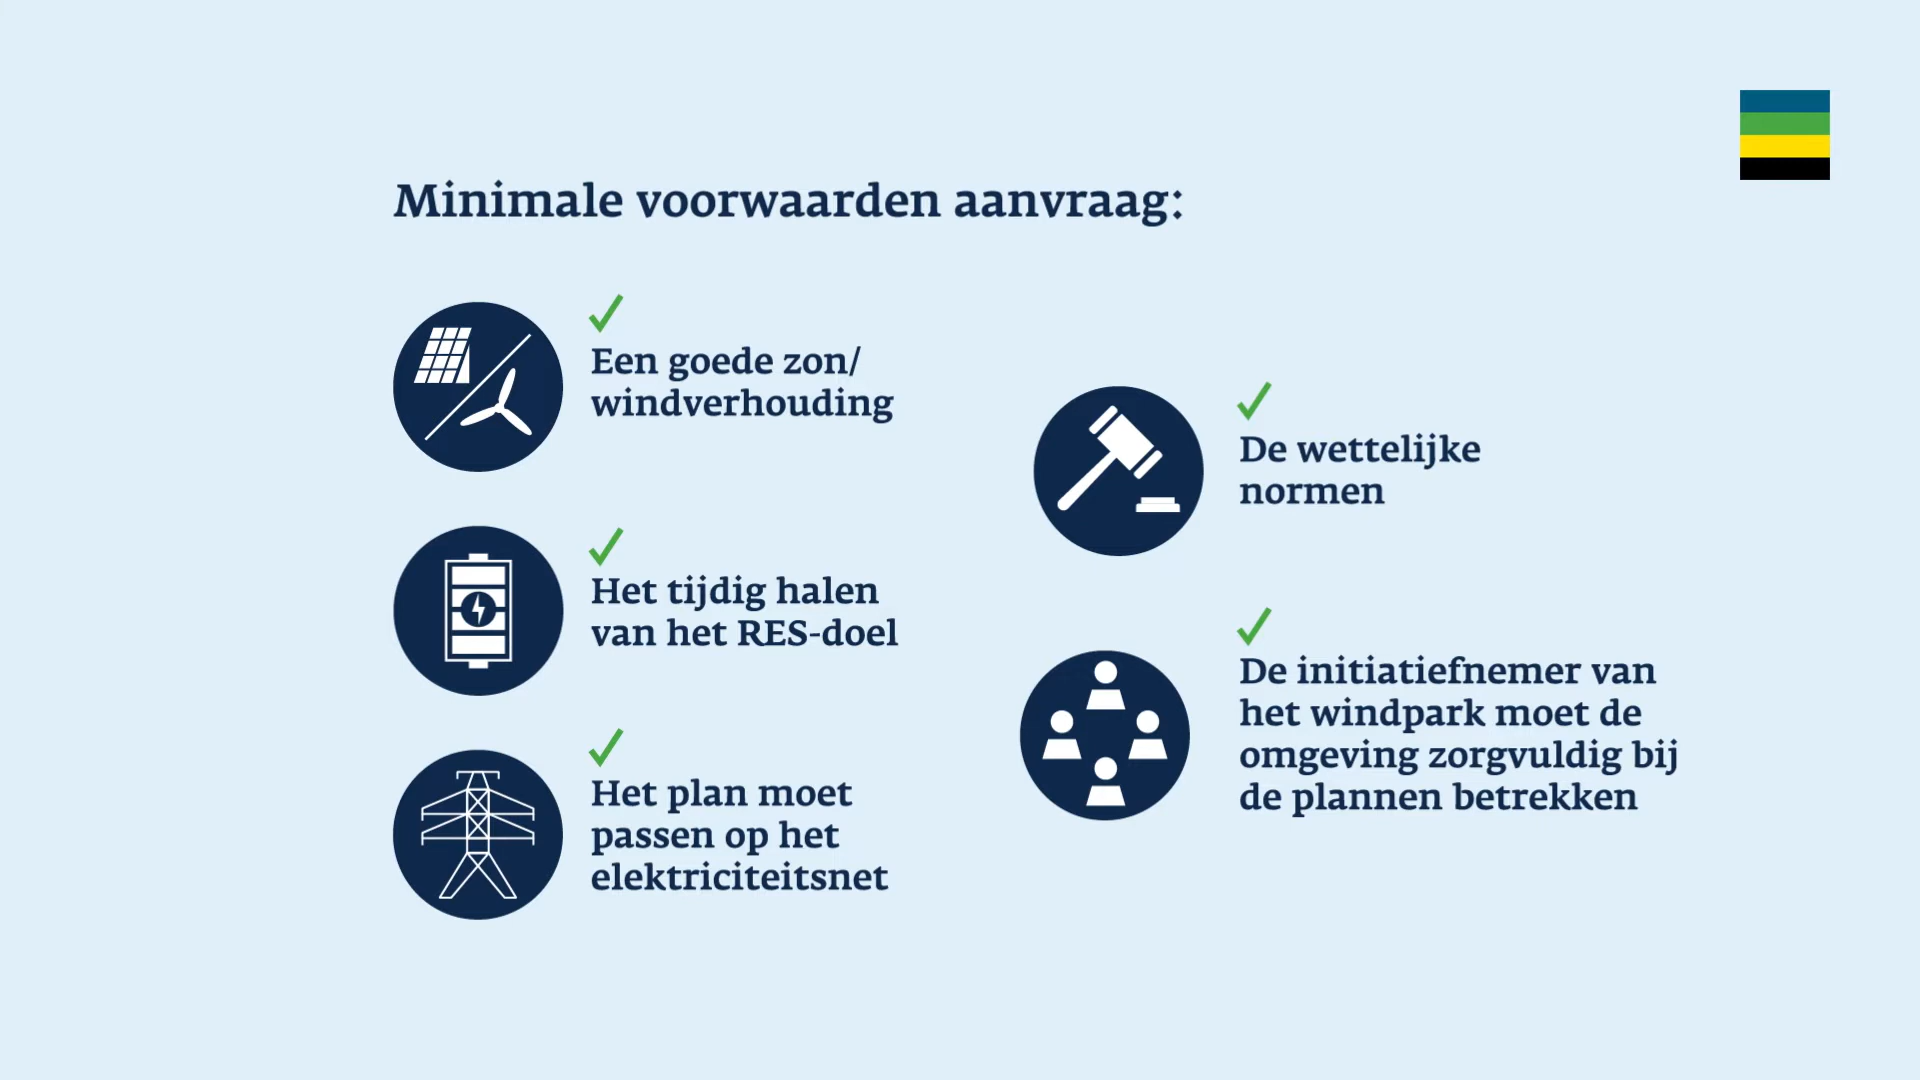 Minimale voorwaarden aanvraag:
Een goede zon/
windverhouding
Het tijdig halen
van het RES-doel
Het plan moet
passen op het
elektriciteitsnet
De wettelijke
normen
De initiatiefnemer van
het windpark moet de
omgeving zorgvuldig bij
de plannen betrekken